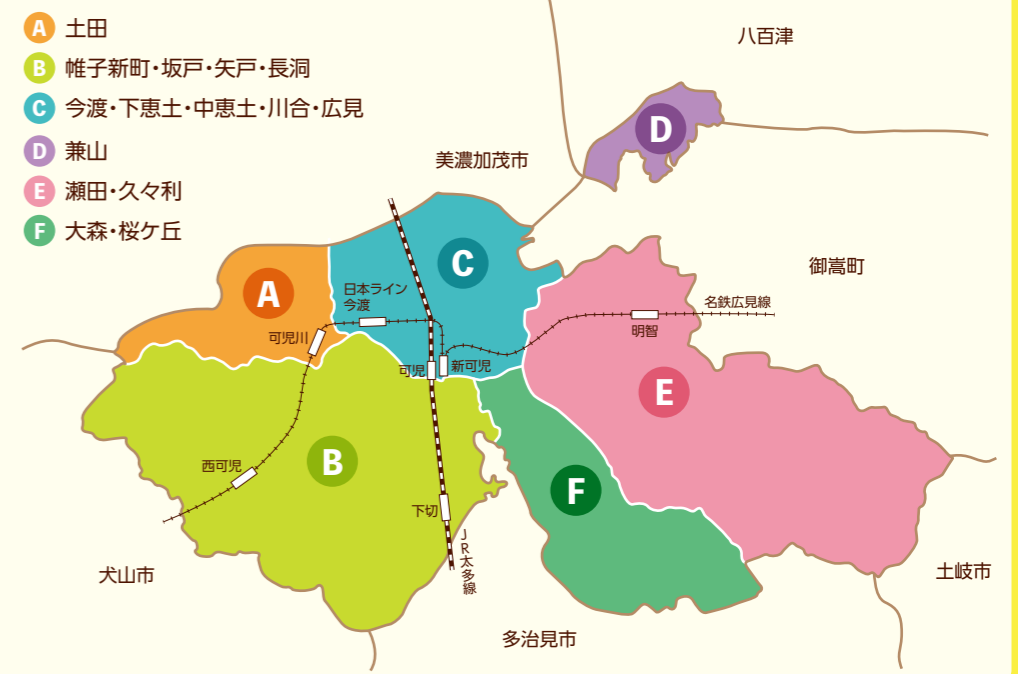 A 土田
B 帷子新町・坂戸・矢戸・長洞
C 今渡・下恵土・中恵土・川合・広見
D 兼山
E 瀬田・久々利
F 大森・桜ケ丘
八百津
D
美濃加茂市
C
御嵩町
A
日本ライン
今渡
名鉄広見線
可児川
明智
可児
新可児
E
西可児
B
F
下切
JR太多線
犬山市
土岐市
多治見市